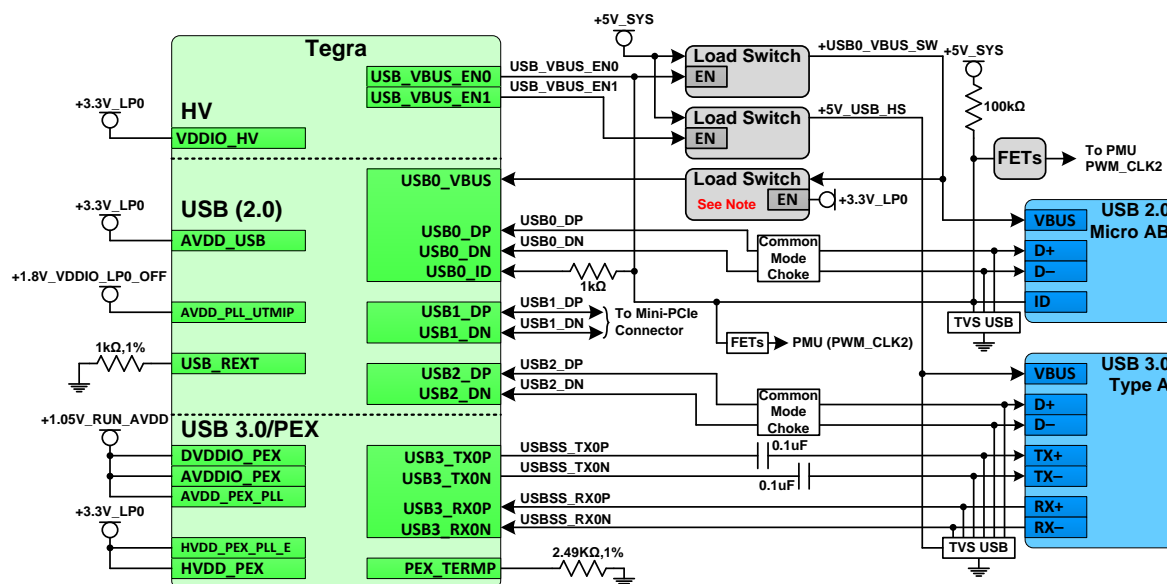 +5V_SYS
Tegra
Load Switch
EN
+USB0_VBUS_SW
+5V_SYS
USB_VBUS_EN0
USB_VBUS_EN0
USB_VBUS_EN1
USB_VBUS_EN1
+3.3V_LP0
HV
VDDIO_HV
Load Switch
EN
+5V_USB_HS
100kΩ
FETs
To PMU
PWM_CLK2
USB0_VBUS
Load Switch
See Note
EN
+3.3V_LP0
+3.3V_LP0
USB (2.0)
AVDD_USB
USB0_DP
USB0_DN
USB0_ID
USB0_DP
USB0_DN
1kΩ
Common
Mode
Choke
USB 2.0
Micro AB
VBUS
D+
D–
ID
TVS USB
+1.8V_VDDIO_LP0_OFF
AVDD_PLL_UTMIP
USB1_DP
USB1_DN
USB1_DP
USB1_DN
To Mini-PCIe
Connector
FETs
PMU (PWM_CLK2)
1kΩ,1%
USB_REXT
USB2_DP
USB2_DN
USB2_DP
USB2_DN
Common
Mode
Choke
USB 3.0
Type A
VBUS
D+
D–
TX+
TX–
RX+
RX–
TVS USB
+1.05V_RUN_AVDD
USB 3.0/PEX
DVDDIO_PEX
AVDDIO_PEX
AVDD_PEX_PLL
USB3_TX0P
USB3_TX0N
USB3_RX0P
USB3_RX0N
USBSS_TX0P
USBSS_TX0N
0.1uF
0.1uF
USBSS_RX0P
USBSS_RX0N
+3.3V_LP0
HVDD_PEX_PLL_E
HVDD_PEX
PEX_TERMP
2.49KΩ,1%